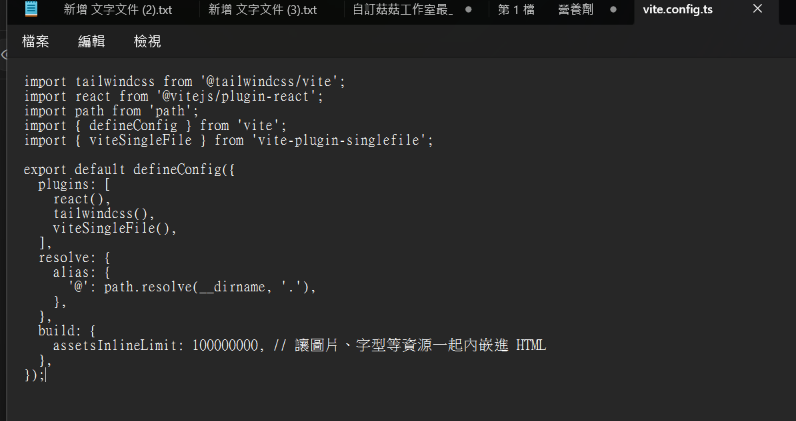 新增 文字文件 (2).txt
新增 文字文件 (3).txt
自訂菇菇工作室最_
第 1 檔 營養劑
vite.config.ts
檔案 編輯 檢視
import tailwindcss from '@tailwindcss/vite';
import react from '@vitejs/plugin-react';
import path from 'path';
import { defineConfig } from 'vite';
import { viteSingleFile } from 'vite-plugin-singlefile';
export default defineConfig({
  plugins: [
    react(),
    tailwindcss(),
    viteSingleFile(),
  ],
  resolve: {
    alias: {
      '@': path.resolve(__dirname, '.'),
    },
  },
  build: {
    assetsInlineLimit: 100000000, // 讓圖片、字型等資源一起內嵌進 HTML
  },
});